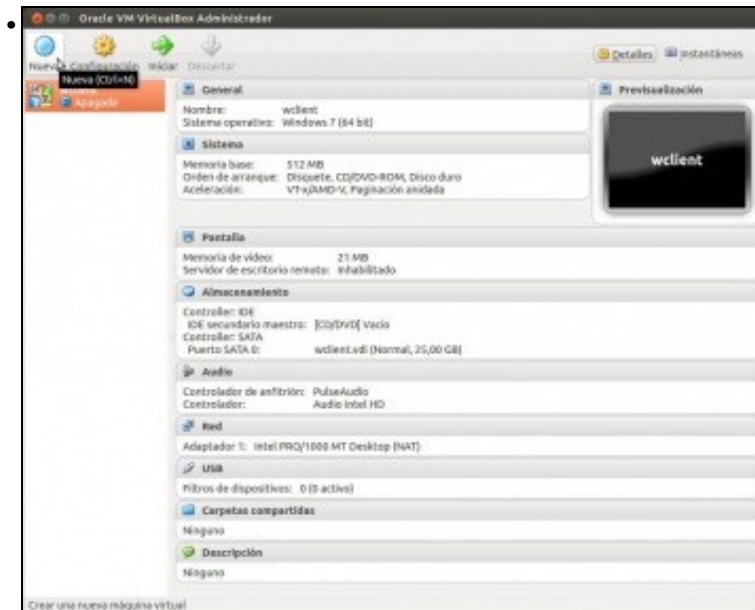 Oracle VM VirtualBox Administrador
Nueva Configuración Iniciar Descartar
Detalles Instantáneas
Nueva (Ctrl+N)
wclient
Apagada
General
Nombre: wclient
Sistema operativo: Windows 7 (64 bit)
Previsualización
wclient
Sistema
Memoria base: 512 MB
Orden de arranque: Disquete, CD/DVD-ROM, Disco duro
Aceleración: VT-x/AMD-V, Paginación anidada
Pantalla
Memoria de vídeo: 21 MB
Servidor de escritorio remoto: Inhabilitado
Almacenamiento
Controller: IDE
IDE secundario maestro: [CD/DVD] Vacío
Controller: SATA
Puerto SATA 0: wclient.vdi (Normal, 25,00 GB)
Audio
Controlador de anfitrión: PulseAudio
Controlador: Audio Intel HD
Red
Adaptador 1: Intel PRO/1000 MT Desktop (NAT)
USB
Filtros de dispositivos: 0 (0 activo)
Carpetas compartidas
Ninguno
Descripción
Ninguno
Crear una nueva máquina virtual